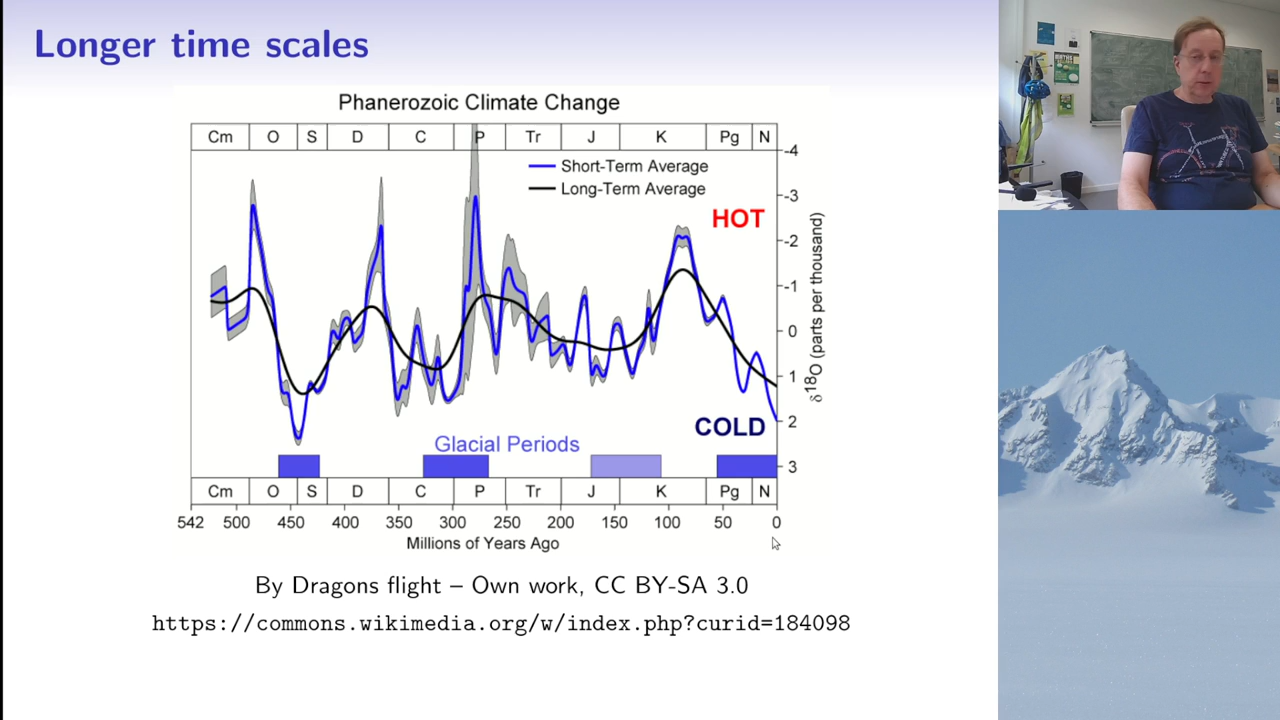 Longer time scales
Phanerozoic Climate Change
Cm O S D C P Tr J K Pg N
Short-Term Average
Long-Term Average
HOT
COLD
Glacial Periods
-4
-3
-2
-1
0
1
2
3
δ18O (parts per thousand)
Cm O S D C P Tr J K Pg N
542 500 450 400 350 300 250 200 150 100 50 0
Millions of Years Ago
By Dragons flight – Own work, CC BY-SA 3.0
https://commons.wikimedia.org/w/index.php?curid=184098